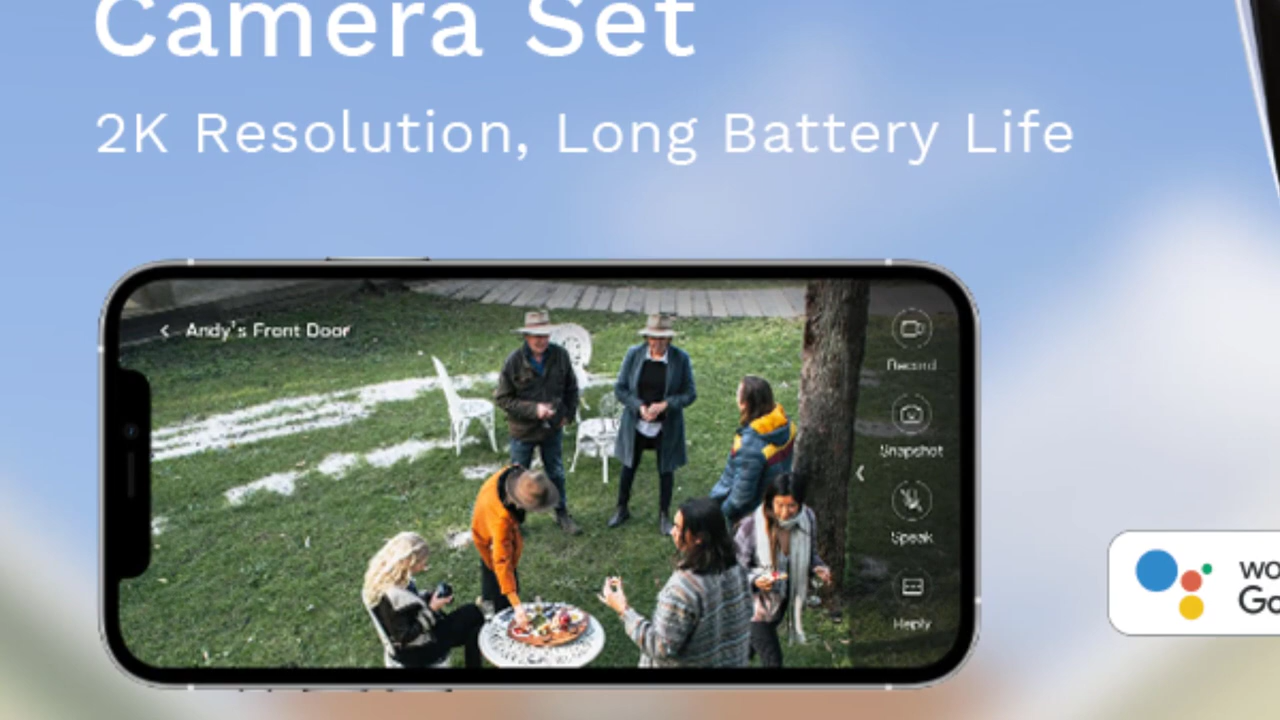 Camera Set
2K Resolution, Long Battery Life
Andy's Front Door
Record
Snapshot
Speak
Reply